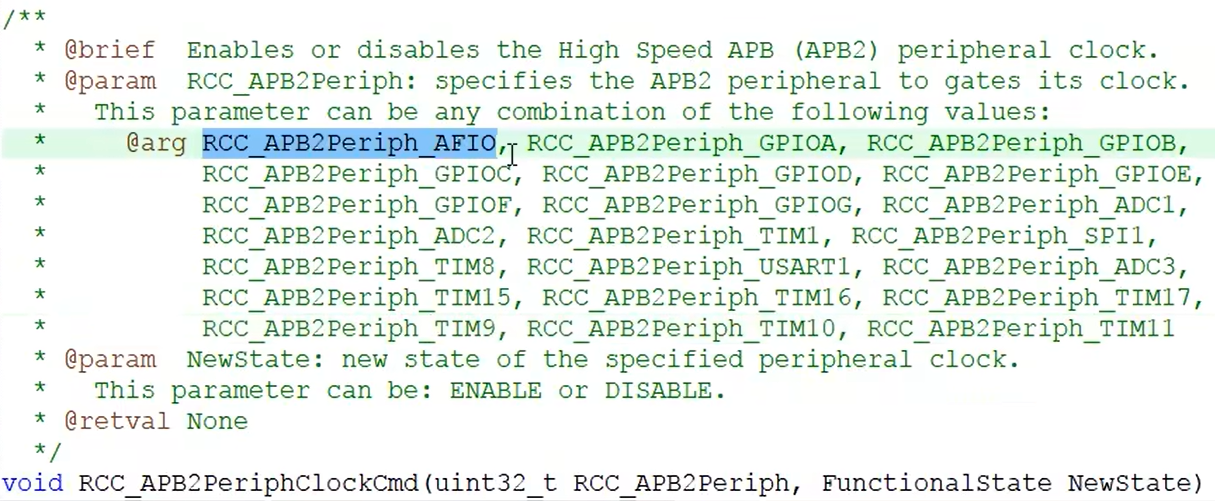 /**
  * @brief  Enables or disables the High Speed APB (APB2) peripheral clock.
  * @param  RCC_APB2Periph: specifies the APB2 peripheral to gates its clock.
  *   This parameter can be any combination of the following values:
  *     @arg RCC_APB2Periph_AFIO, RCC_APB2Periph_GPIOA, RCC_APB2Periph_GPIOB,
  *          RCC_APB2Periph_GPIOC, RCC_APB2Periph_GPIOD, RCC_APB2Periph_GPIOE,
  *          RCC_APB2Periph_GPIOF, RCC_APB2Periph_GPIOG, RCC_APB2Periph_ADC1,
  *          RCC_APB2Periph_ADC2, RCC_APB2Periph_TIM1, RCC_APB2Periph_SPI1,
  *          RCC_APB2Periph_TIM8, RCC_APB2Periph_USART1, RCC_APB2Periph_ADC3,
  *          RCC_APB2Periph_TIM15, RCC_APB2Periph_TIM16, RCC_APB2Periph_TIM17,
  *          RCC_APB2Periph_TIM9, RCC_APB2Periph_TIM10, RCC_APB2Periph_TIM11
  * @param  NewState: new state of the specified peripheral clock.
  *   This parameter can be: ENABLE or DISABLE.
  * @retval None
  */
void RCC_APB2PeriphClockCmd(uint32_t RCC_APB2Periph, FunctionalState NewState)